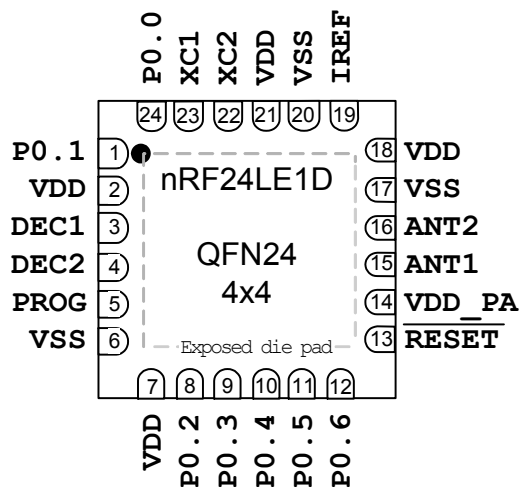 P0.0
XC1
XC2
VDD
VSS
IREF
24
23
22
21
20
19
P0.1 1
VDD 2
DEC1 3
DEC2 4
PROG 5
VSS 6
nRF24LE1D
QFN24
4x4
Exposed die pad
18 VDD
17 VSS
16 ANT2
15 ANT1
14 VDD_PA
13 RESET
7
8
9
10
11
12
VDD
P0.2
P0.3
P0.4
P0.5
P0.6